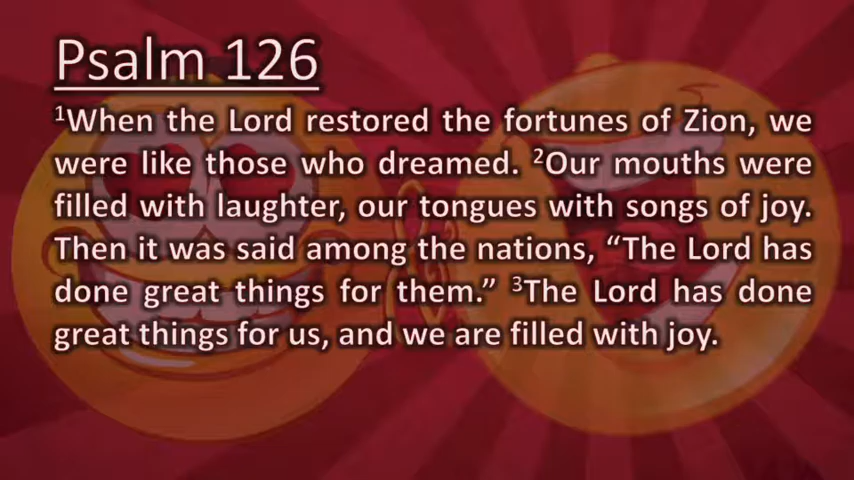 Psalm 126
¹When the Lord restored the fortunes of Zion, we
were like those who dreamed. ²Our mouths were
filled with laughter, our tongues with songs of joy.
Then it was said among the nations, “The Lord has
done great things for them.” ³The Lord has done
great things for us, and we are filled with joy.